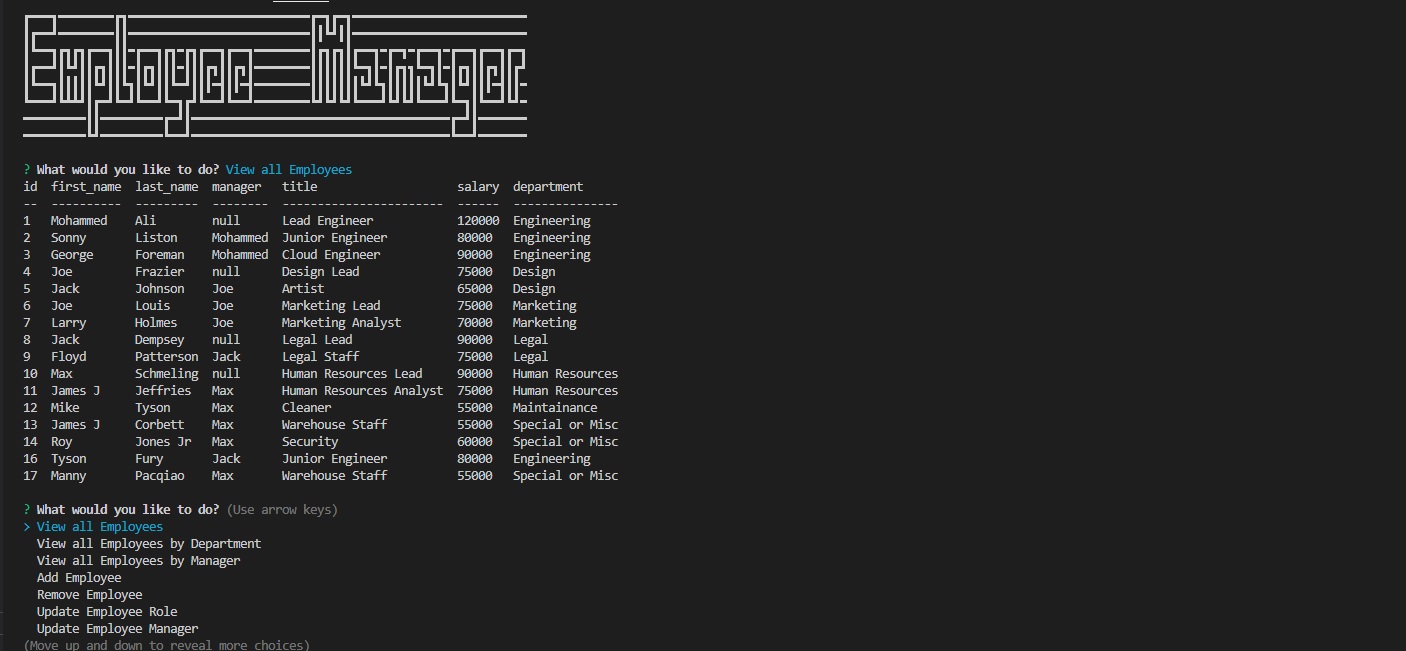 Employee Manager
? What would you like to do? View all Employees
id  first_name  last_name  manager   title                    salary  department
--  ----------  ---------  --------  -----------------------  ------  ---------------
1   Mohammed    Ali        null      Lead Engineer            120000  Engineering
2   Sonny       Liston     Mohammed  Junior Engineer          80000   Engineering
3   George      Foreman    Mohammed  Cloud Engineer           90000   Engineering
4   Joe         Frazier    null      Design Lead              75000   Design
5   Jack        Johnson    Joe       Artist                   65000   Design
6   Joe         Louis      Joe       Marketing Lead           75000   Marketing
7   Larry       Holmes     Joe       Marketing Analyst        70000   Marketing
8   Jack        Dempsey    null      Legal Lead               90000   Legal
9   Floyd       Patterson  Jack      Legal Staff              75000   Legal
10  Max         Schmeling  null      Human Resources Lead     90000   Human Resources
11  James J     Jeffries   Max       Human Resources Analyst  75000   Human Resources
12  Mike        Tyson      Max       Cleaner                  55000   Maintainance
13  James J     Corbett    Max       Warehouse Staff          55000   Special or Misc
14  Roy         Jones Jr   Max       Security                 60000   Special or Misc
16  Tyson       Fury       Jack      Junior Engineer          80000   Engineering
17  Manny       Pacqiao    Max       Warehouse Staff          55000   Special or Misc
? What would you like to do? (Use arrow keys)
> View all Employees
View all Employees by Department
View all Employees by Manager
Add Employee
Remove Employee
Update Employee Role
Update Employee Manager
(Move up and down to reveal more choices)